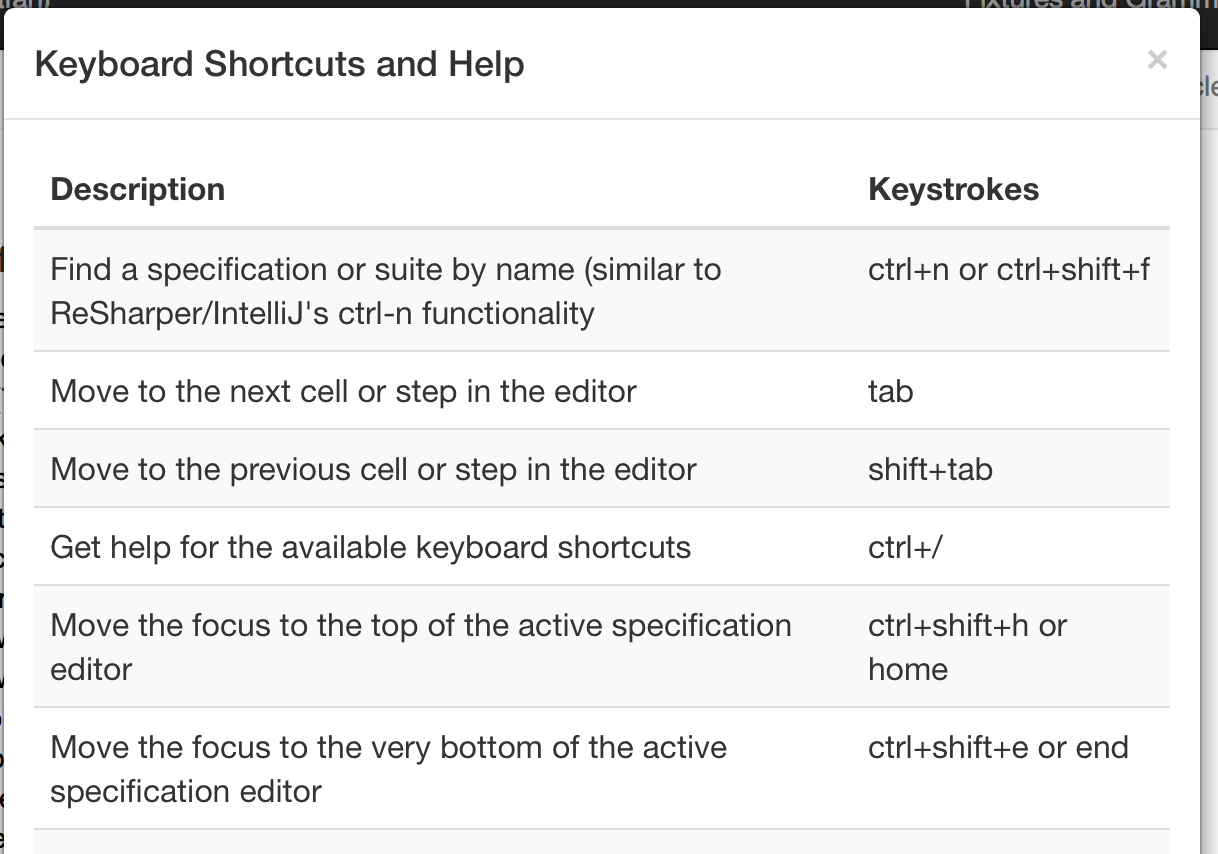 Keyboard Shortcuts and Help ×
Description Keystrokes
Find a specification or suite by name (similar to ctrl+n or ctrl+shift+f
ReSharper/IntelliJ's ctrl-n functionality
Move to the next cell or step in the editor tab
Move to the previous cell or step in the editor shift+tab
Get help for the available keyboard shortcuts ctrl+/
Move the focus to the top of the active specification ctrl+shift+h or
editor home
Move the focus to the very bottom of the active ctrl+shift+e or end
specification editor